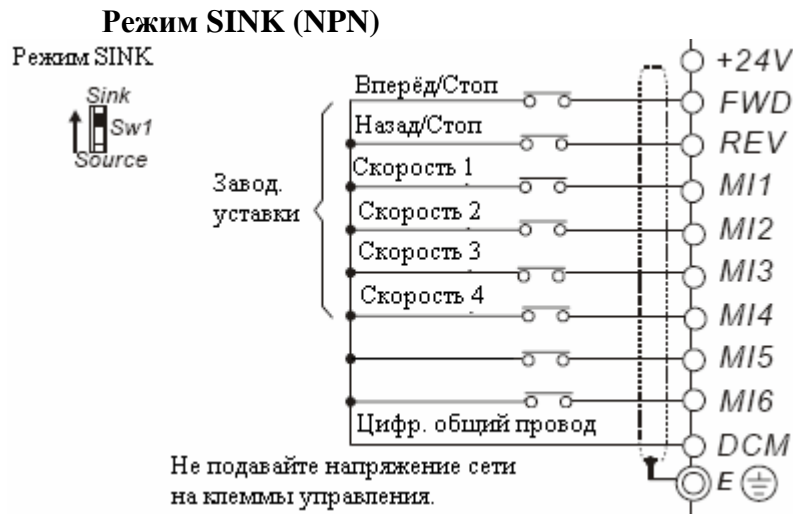 Режим SINK (NPN)
Режим SINK
Sink
Sw1
Source
Завод.
уставки
Вперёд/Стоп
Назад/Стоп
Скорость 1
Скорость 2
Скорость 3
Скорость 4
Цифр. общий провод
+24V
FWD
REV
MI1
MI2
MI3
MI4
MI5
MI6
DCM
E
Не подавайте напряжение сети
на клеммы управления.